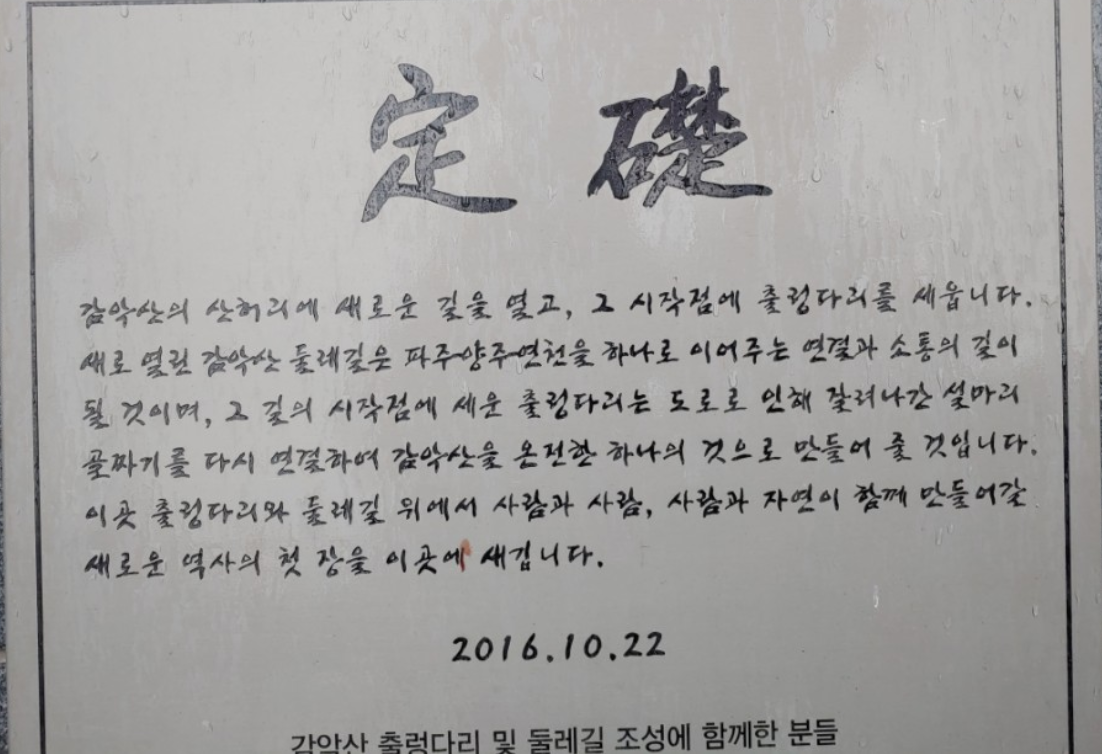 定 礎
감악산의 산허리에 새로운 길을 열고, 그 시작점에 출렁다리를 세웁니다.
새로 열린 감악산 둘레길은 파주·양주·연천을 하나로 이어주는 연결과 소통의 길이
될 것이며, 그 길의 시작점에 세운 출렁다리는 도로로 인해 잘려나간 설마리
골짜기를 다시 연결하여 감악산을 온전한 하나의 것으로 만들어 줄 것입니다.
이곳 출렁다리와 둘레길 위에서 사람과 사람, 사람과 자연이 함께 만들어갈
새로운 역사의 첫 장을 이곳에 새깁니다.
2016.10.22
감악산 출렁다리 및 둘레길 조성에 함께한 분들